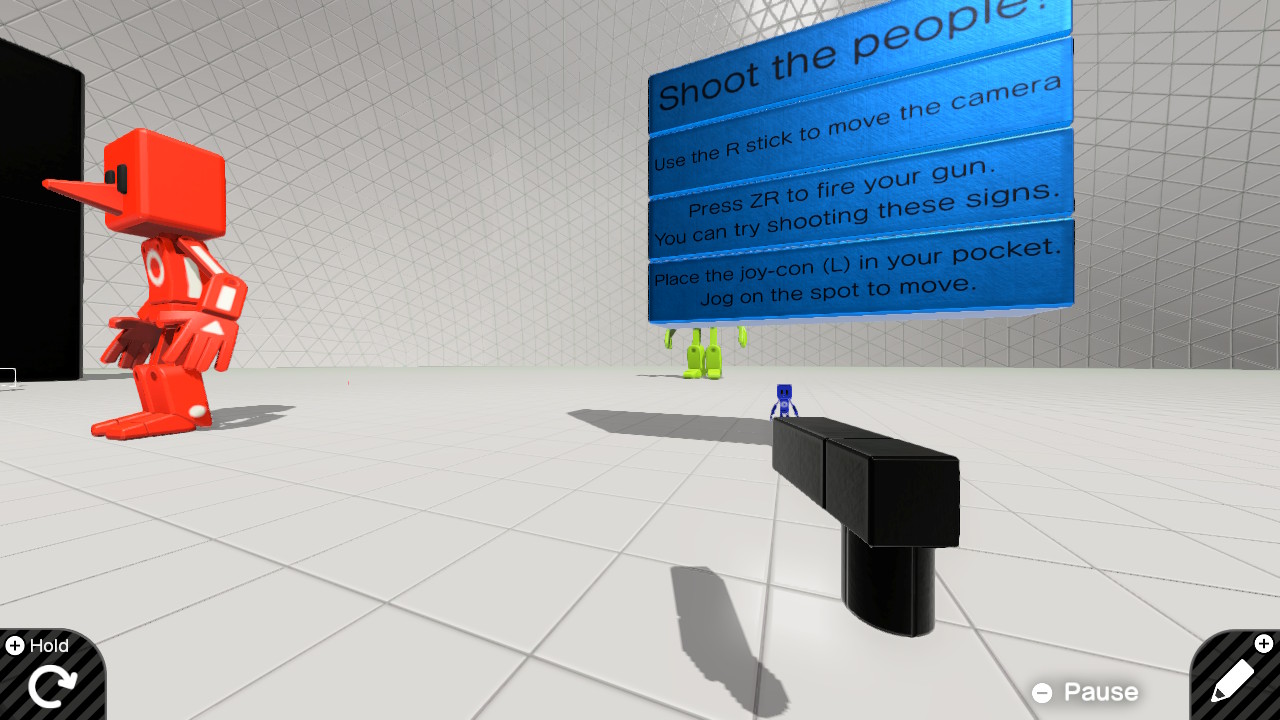 Shoot the people!
Use the R stick to move the camera
Press ZR to fire your gun.
You can try shooting these signs.
Place the joy-con (L) in your pocket.
Jog on the spot to move.
Hold
Pause